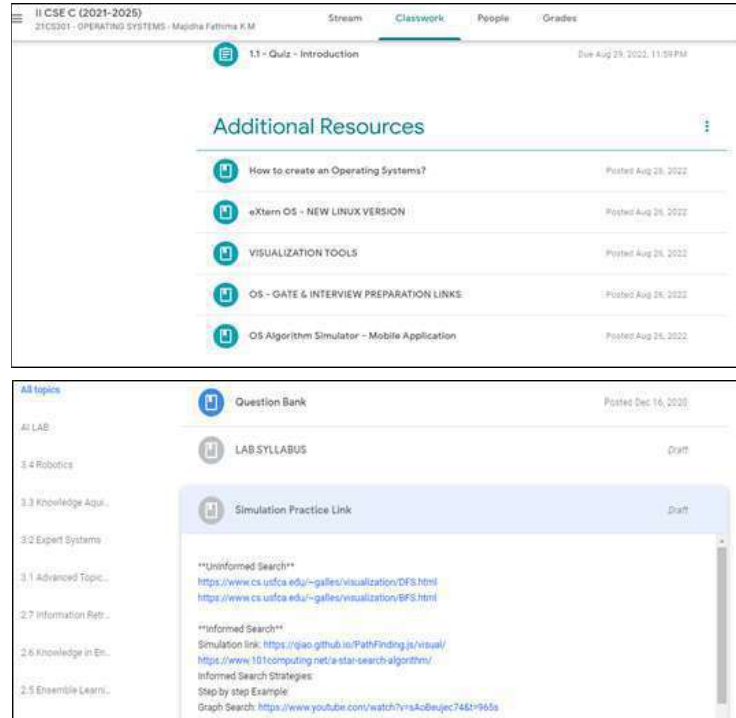 II CSE C (2021-2025)
21CS301 - OPERATING SYSTEMS - Majidha Fathima K M
Stream Classwork People Grades
1.1 - Quiz - Introduction Due Aug 29, 2022, 11:59 PM
Additional Resources
How to create an Operating Systems? Posted Aug 26, 2022
eXtern OS - NEW LINUX VERSION Posted Aug 26, 2022
VISUALIZATION TOOLS Posted Aug 26, 2022
OS - GATE & INTERVIEW PREPARATION LINKS Posted Aug 26, 2022
OS Algorithm Simulator - Mobile Application Posted Aug 26, 2022
All topics
AI LAB
3.4 Robotics
3.3 Knowledge Aqui...
3.2 Expert Systems
3.1 Advanced Topic...
2.7 Information Retr...
2.6 Knowledge in En...
2.5 Ensemble Learni...
Question Bank Posted Dec 16, 2020
LAB SYLLABUS Draft
Simulation Practice Link Draft
**Uninformed Search**
https://www.cs.usfca.edu/~galles/visualization/DFS.html
https://www.cs.usfca.edu/~galles/visualization/BFS.html
**Informed Search**
Simulation link: https://qiao.github.io/PathFinding.js/visual/
https://www.101computing.net/a-star-search-algorithm/
Informed Search Strategies:
Step by step Example:
Graph Search: https://www.youtube.com/watch?v=sAoBeujec74&t=965s